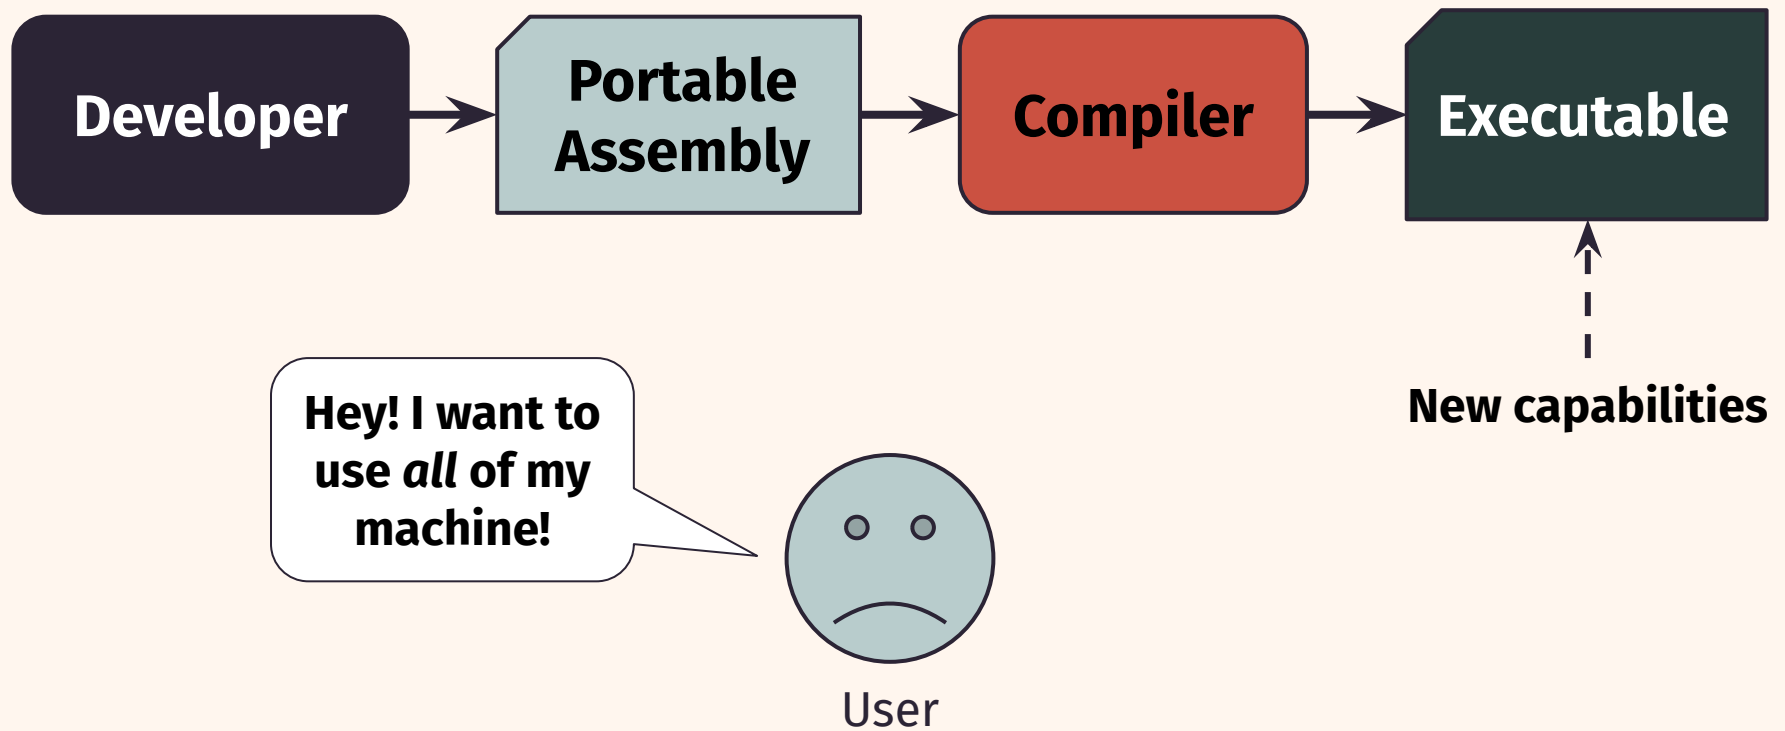 Developer
Portable
Assembly
Compiler
Executable
New capabilities
Hey! I want to
use all of my
machine!
User